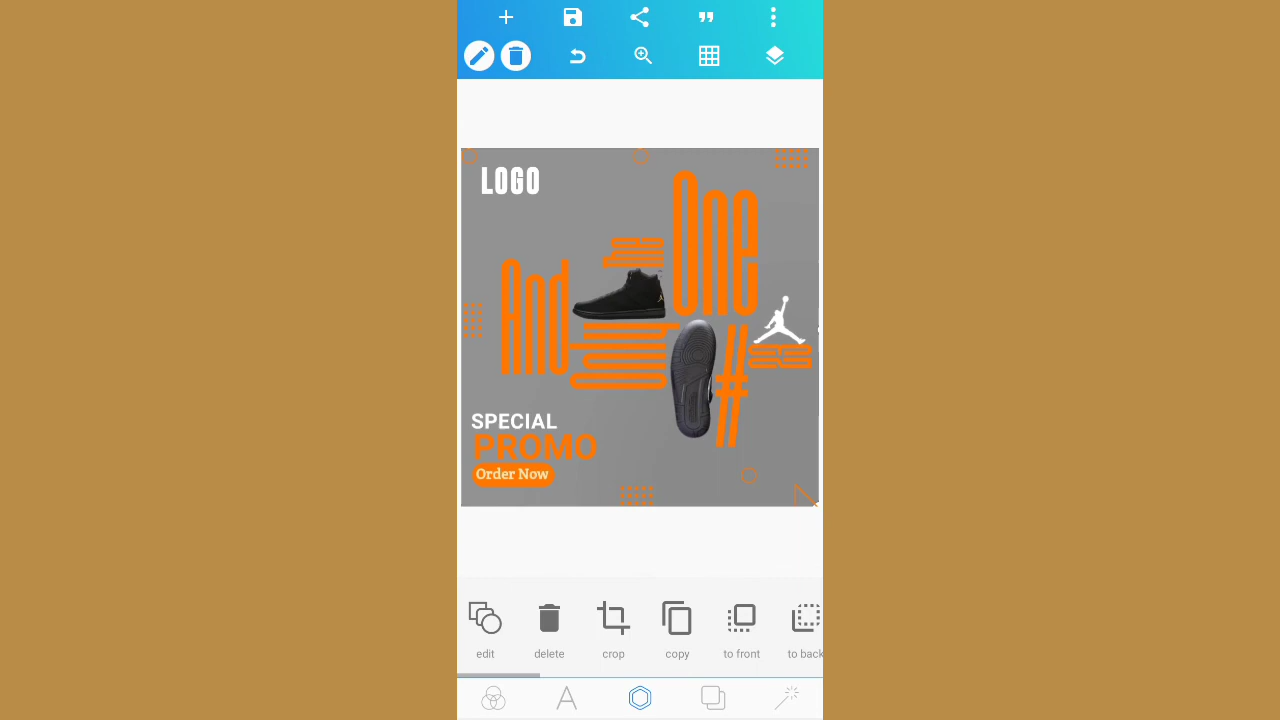 LOGO
One
And
#
SPECIAL
PROMO
Order Now
edit
delete
crop
copy
to front
to back